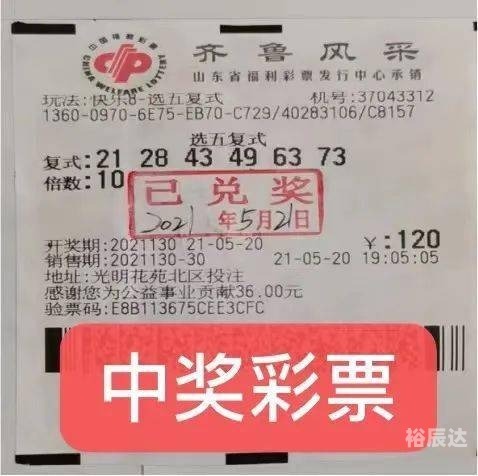 中国福利彩票
CHINA WELFARE LOTTERY
齐鲁风采
山东省福利彩票发行中心承销
玩法:快乐8-选五复式 机号:37043312
1360-0970-6E75-EB70-C729/40283106/C8157
选五复式
复式:21 28 43 49 63 73
倍数:10
已兑奖
2021年5月21日
开奖期:2021130 21-05-20 ¥:120
销售期:2021130-30 21-05-20 19:05:05
地址:光明花苑北区投注
感谢您为公益事业贡献36.00元
验票码:E8B113675CEE3CFC
中奖彩票
裕辰达